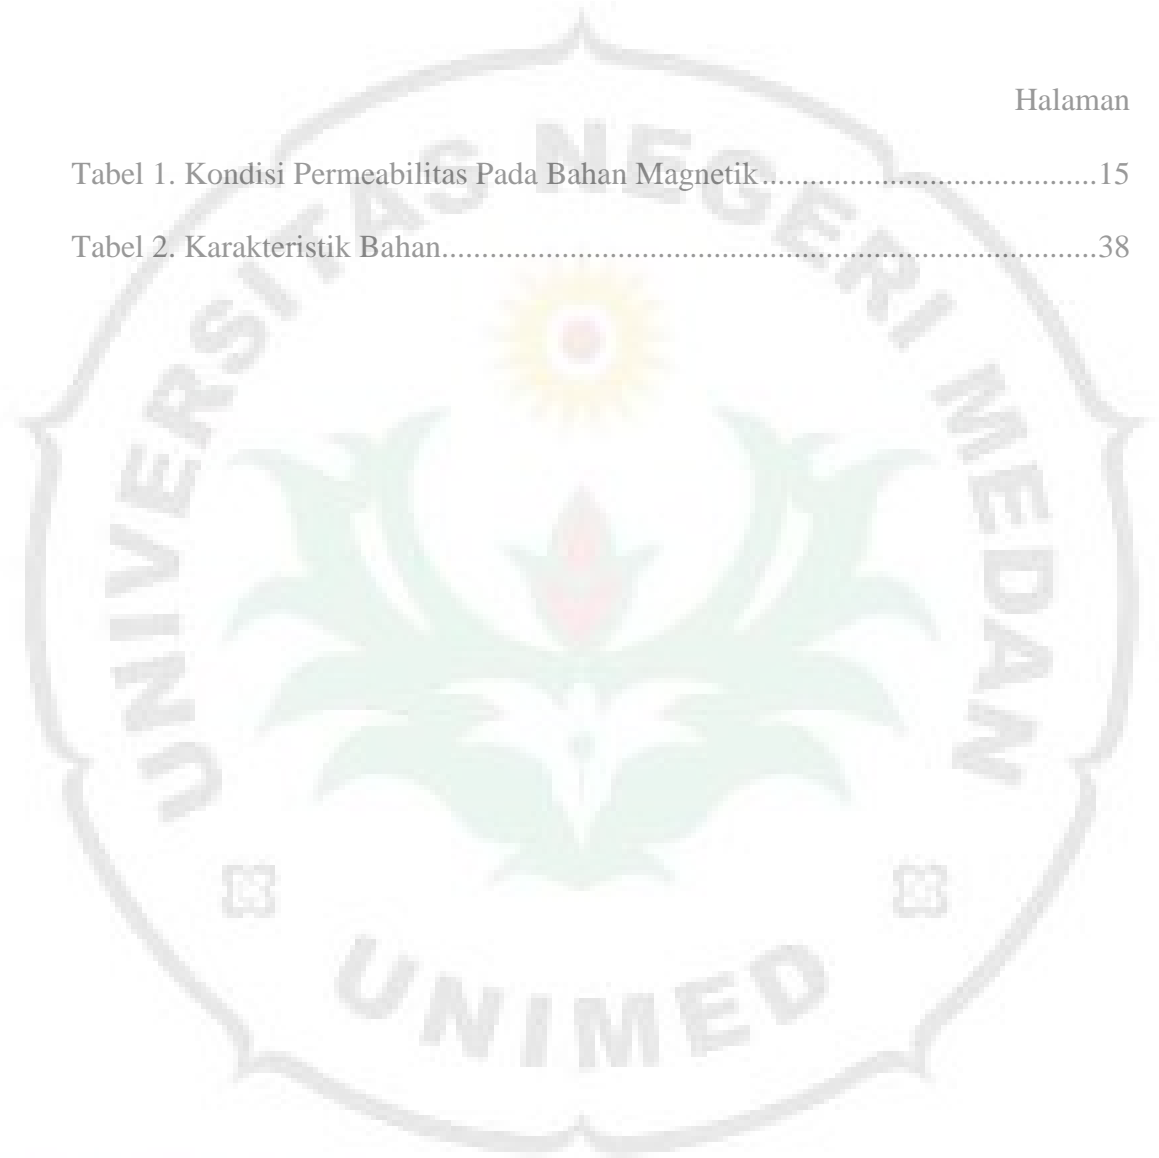 Halaman
Tabel 1. Kondisi Permeabilitas Pada Bahan Magnetik..........................................15
Tabel 2. Karakteristik Bahan.................................................................................38
UNIVERSITAS NEGERI MEDAN
UNIMED